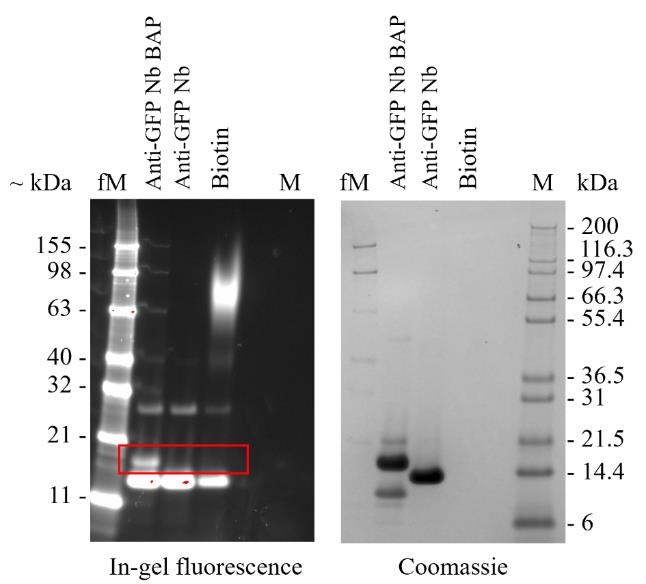 Anti-GFP Nb BAP
Anti-GFP Nb
Biotin
Anti-GFP Nb BAP
Anti-GFP Nb
Biotin
~ kDa fM M fM M kDa
155 -
98 -
63 -
40 -
32 -
21 -
11 -
- 200
- 116.3
- 97.4
- 66.3
- 55.4
- 36.5
- 31
- 21.5
- 14.4
- 6
In-gel fluorescence
Coomassie